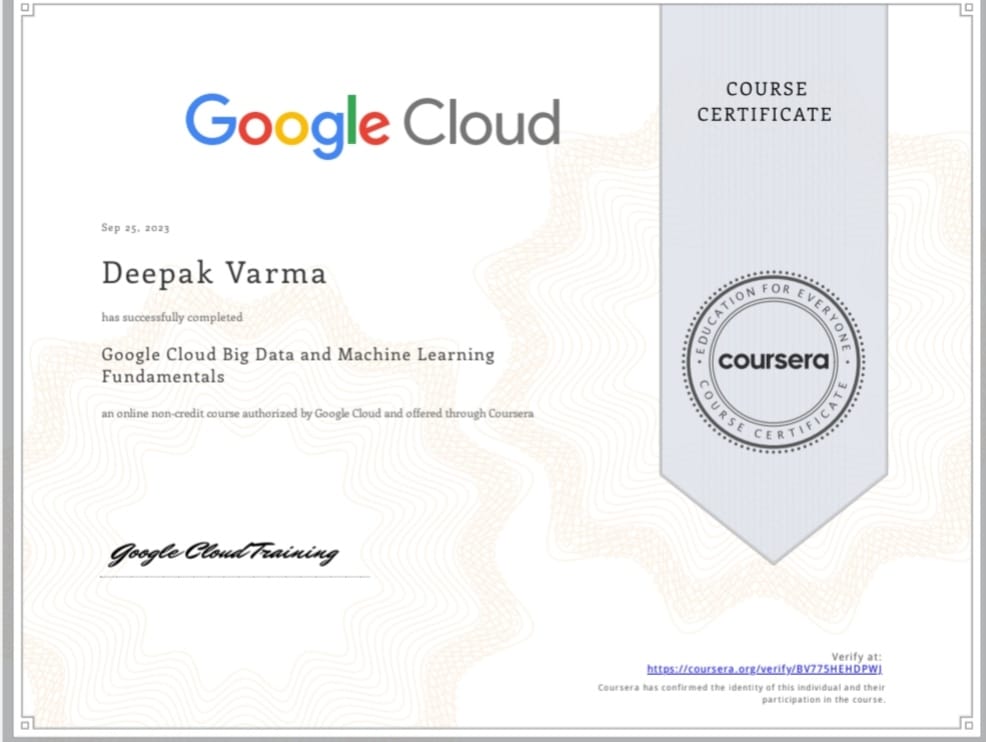 Google Cloud
COURSE
CERTIFICATE
Sep 25, 2023
Deepak Varma
has successfully completed
Google Cloud Big Data and Machine Learning
Fundamentals
an online non-credit course authorized by Google Cloud and offered through Coursera
EDUCATION FOR EVERYONE
coursera
COURSE CERTIFICATE
Google Cloud Training
Verify at:
https://coursera.org/verify/BV775HEHDPWJ
Coursera has confirmed the identity of this individual and their
participation in the course.